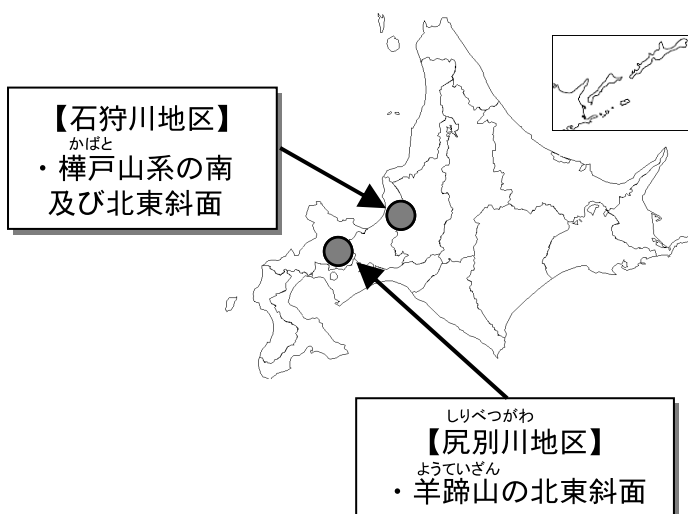 【石狩川地区】
かばと
・樺戸山系の南
及び北東斜面
しりべつがわ
【尻別川地区】
ようていざん
・羊蹄山の北東斜面